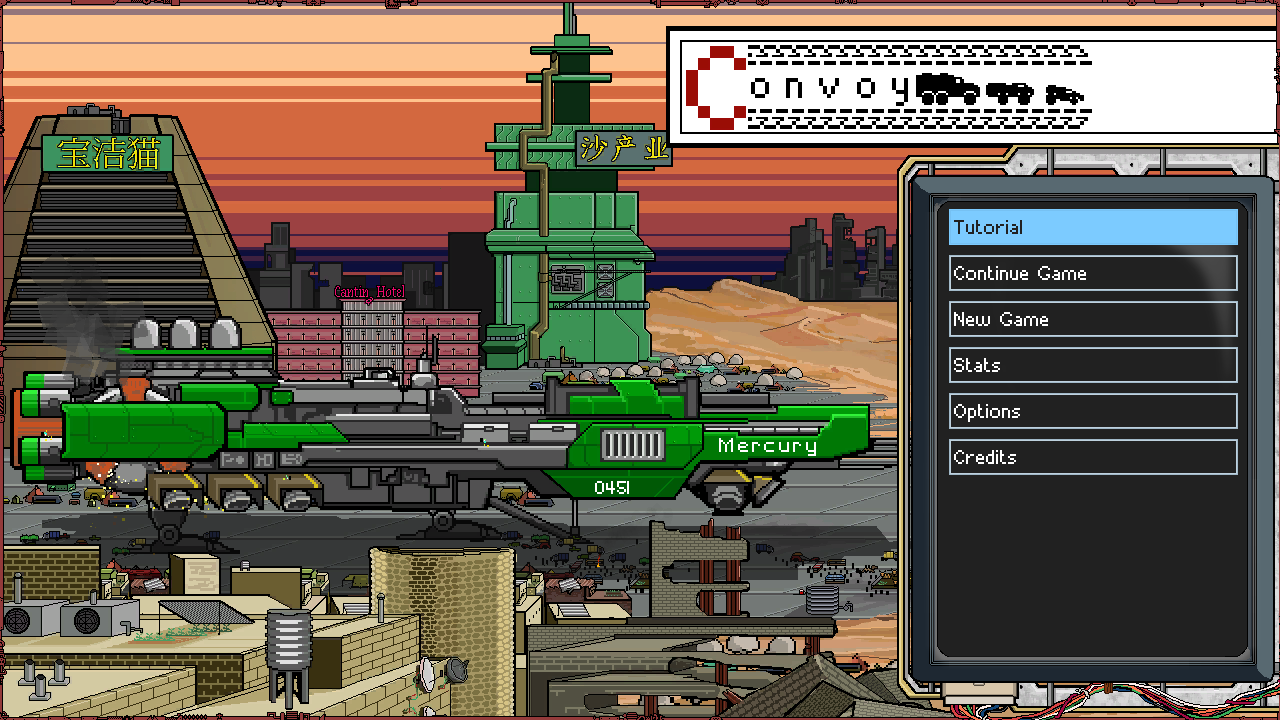 Convoy
宝洁猫
沙产业
Cantin Hotel
Mercury
0451
Tutorial
Continue Game
New Game
Stats
Options
Credits